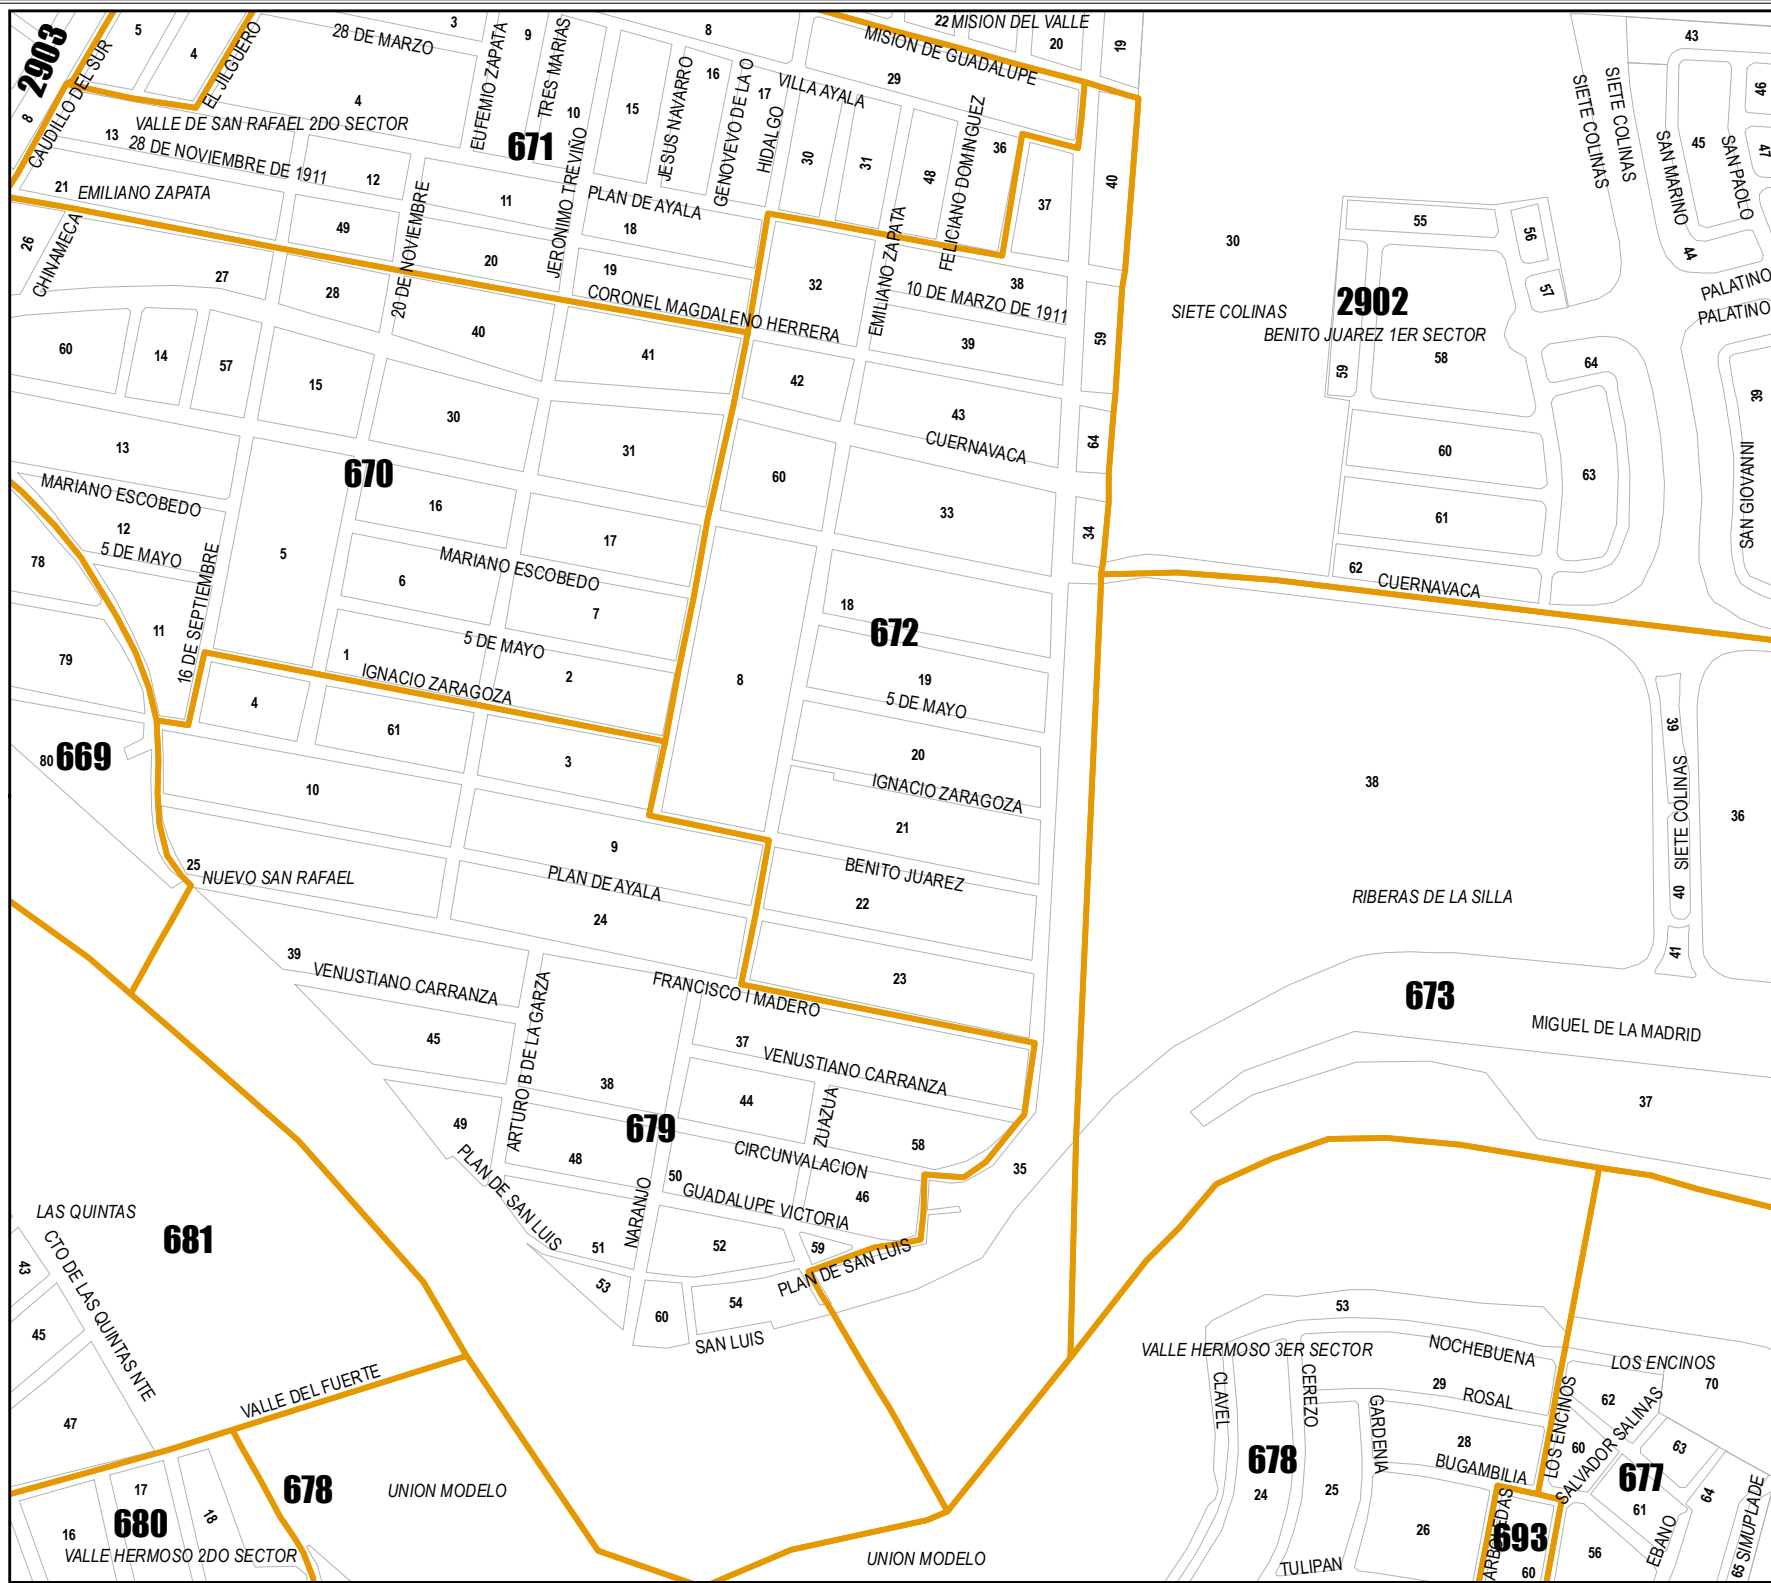 22 MISION DEL VALLE
MISION DE GUADALUPE
20
19
43
2903
5
4
EL JILGUERO
3
28 DE MARZO
EUFEMIO ZAPATA
9
TRES MARIAS
8
16
JESUS NAVARRO
GENOVEVO DE LA O
17
VILLA AYALA
29
HIDALGO
SIETE COLINAS
SIETE COLINAS
46
CAUDILLO DEL SUR
8
4
10
15
VALLE DE SAN RAFAEL 2DO SECTOR
13
28 DE NOVIEMBRE DE 1911
671
30
31
48
FELICIANO DOMINGUEZ
36
40
37
45
SAN MARINO
SAN PAOLO
47
21
EMILIANO ZAPATA
12
20 DE NOVIEMBRE
11
JERONIMO TREVIÑO
PLAN DE AYALA
18
EMILIANO ZAPATA
26
CHINAMECA
49
20
19
55
56
44
30
27
28
32
38
10 DE MARZO DE 1911
57
PALATINO
PALATINO
CORONEL MAGDALENO HERRERA
SIETE COLINAS
2902
BENITO JUAREZ 1ER SECTOR
60
14
57
15
40
41
39
59
59
58
64
39
42
30
31
43
CUERNAVACA
64
13
670
60
60
63
MARIANO ESCOBEDO
16
33
61
SAN GIOVANNI
12
5 DE MAYO
5
17
34
MARIANO ESCOBEDO
78
6
62
CUERNAVACA
16 DE SEPTIEMBRE
7
18
672
11
5 DE MAYO
79
1
IGNACIO ZARAGOZA
2
8
19
5 DE MAYO
4
61
39
80
669
3
20
IGNACIO ZARAGOZA
38
SIETE COLINAS
36
10
9
21
BENITO JUAREZ
25
NUEVO SAN RAFAEL
PLAN DE AYALA
40
RIBERAS DE LA SILLA
24
22
39
VENUSTIANO CARRANZA
FRANCISCO I MADERO
23
41
673
ARTURO B DE LA GARZA
MIGUEL DE LA MADRID
45
37
VENUSTIANO CARRANZA
38
44
ZUAZUA
37
49
679
58
PLAN DE SAN LUIS
48
CIRCUNVALACION
35
50
GUADALUPE VICTORIA
46
LAS QUINTAS
681
NARANJO
51
52
59
PLAN DE SAN LUIS
43
CTO DE LAS QUINTAS NTE
53
54
60
SAN LUIS
53
45
VALLE HERMOSO 3ER SECTOR
NOCHEBUENA
LOS ENCINOS
VALLE DEL FUERTE
CLAVEL
CEREZO
29
ROSAL
70
62
47
GARDENIA
LOS ENCINOS
SALVADOR SALINAS
28
BUGAMBILIA
60
63
678
UNION MODELO
678
24
25
677
17
18
64
61
16
680
VALLE HERMOSO 2DO SECTOR
UNION MODELO
TULIPAN
26
ARBOLEDAS
693
60
56
EBANO
65 SIMUPLADE